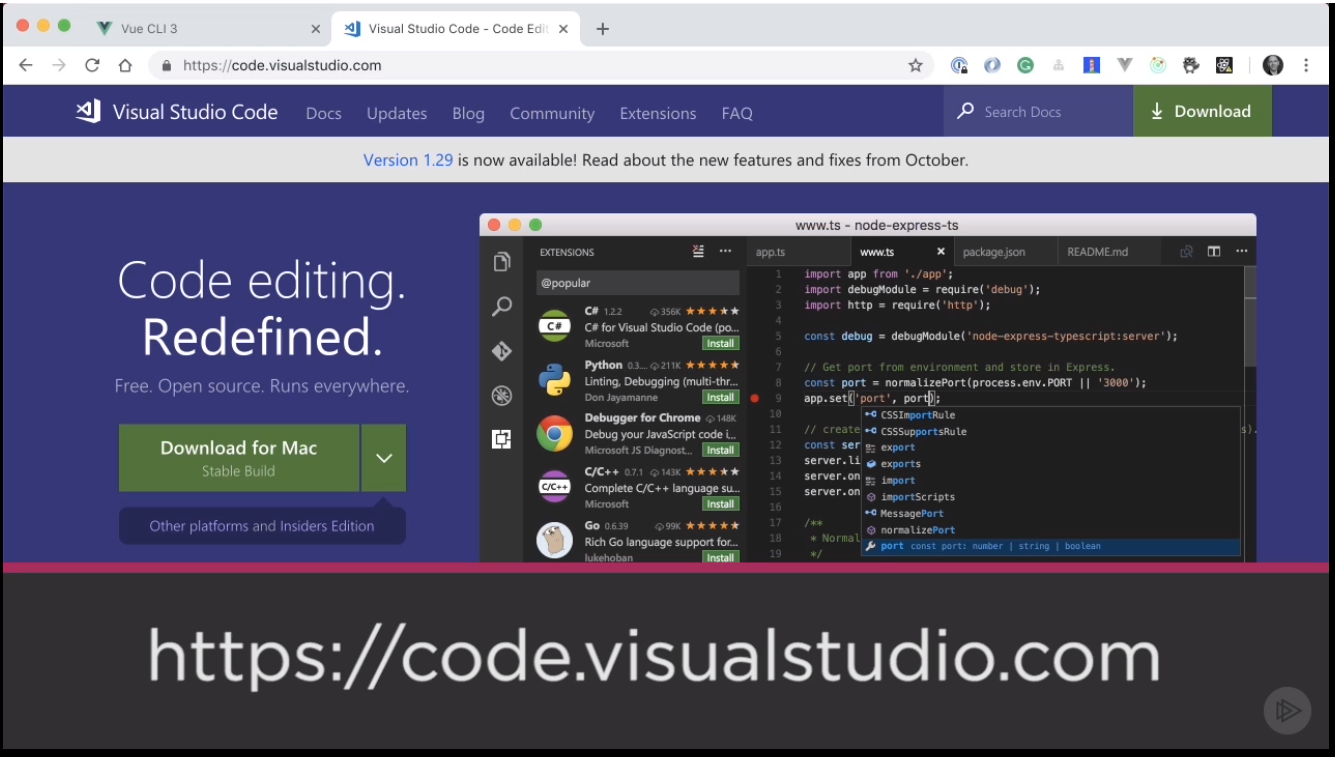 Vue CLI 3
Visual Studio Code - Code Edit
https://code.visualstudio.com
Visual Studio Code Docs Updates Blog Community Extensions FAQ Search Docs Download
Version 1.29 is now available! Read about the new features and fixes from October.
Code editing.
Redefined.
Free. Open source. Runs everywhere.
Download for Mac
Stable Build
Other platforms and Insiders Edition
www.ts - node-express-ts
EXTENSIONS
@popular
C# 1.2.2 356K
C# for Visual Studio Code (po...
Microsoft Install
Python 0.3... 211K
Linting, Debugging (multi-thr...
Don Jayamanne Install
Debugger for Chrome 148K
Debug your JavaScript code i...
Microsoft JS Diagnost... Install
C/C++ 0.7.1 143K
Complete C/C++ language su...
Microsoft Install
Go 0.6.39 99K
Rich Go language support for...
lukehoban Install
C#
C/C++
app.ts www.ts package.json README.md
1 import app from './app';
2 import debugModule = require('debug');
3 import http = require('http');
4
5 const debug = debugModule('node-express-typescript:server');
6
7 // Get port from environment and store in Express.
8 const port = normalizePort(process.env.PORT || '3000');
9 app.set('port', port);
10
11 // create s).
12 const ser
13 server.li
14 server.on
15 server.on
16
17 /**
18 * Normal
19 */
CSSImportRule
CSSSupportsRule
export
exports
import
importScripts
MessagePort
normalizePort
port const port: number | string | boolean
https://code.visualstudio.com